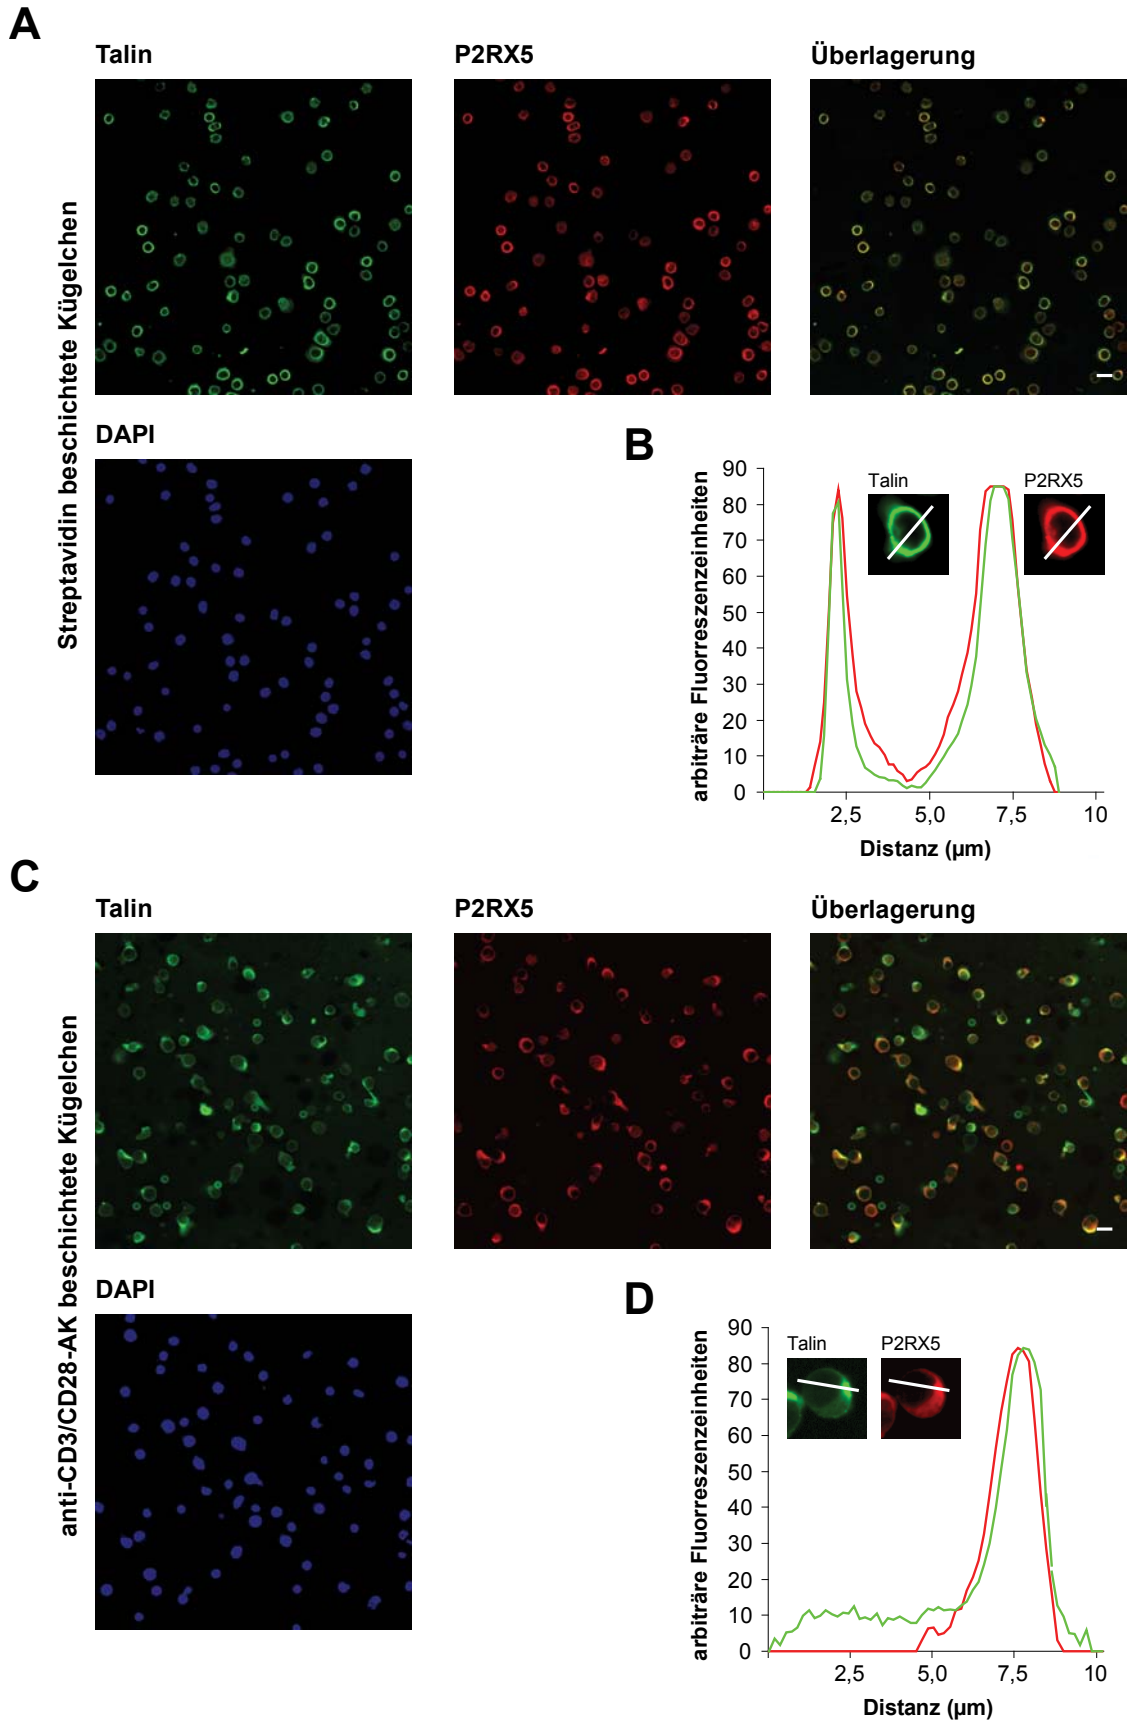 A
Talin
P2RX5
Überlagerung
Streptavidin beschichtete Kügelchen
DAPI
B
arbiträre Fluorreszenzeinheiten
90
80
70
60
50
40
30
20
10
0
Talin
P2RX5
2,5
5,0
7,5
10
Distanz (µm)
C
Talin
P2RX5
Überlagerung
anti-CD3/CD28-AK beschichtete Kügelchen
DAPI
D
arbiträre Fluorreszenzeinheiten
90
80
70
60
50
40
30
20
10
0
Talin
P2RX5
2,5
5,0
7,5
10
Distanz (µm)